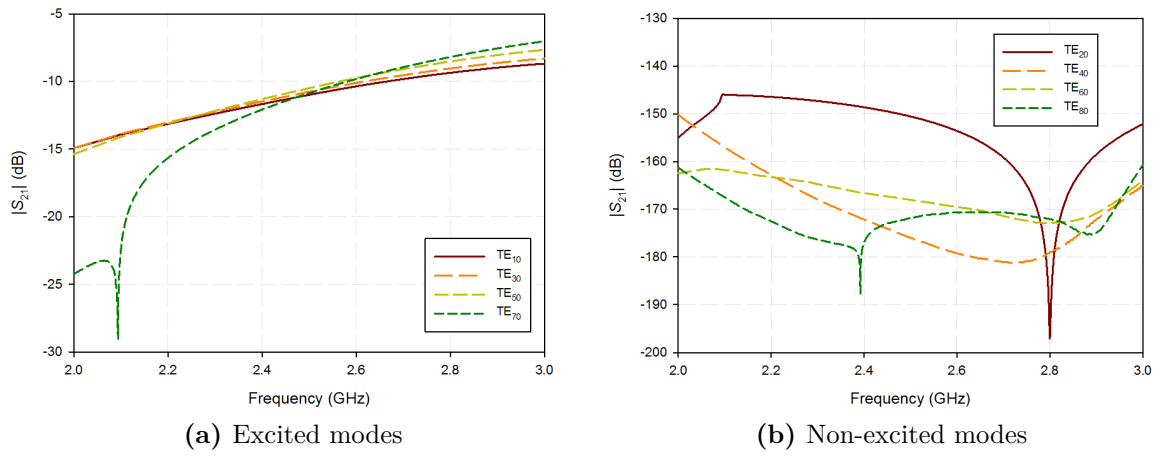 -5
-10
-15
-20
-25
-30
|S21| (dB)
TE10
TE30
TE50
TE70
2.0 2.2 2.4 2.6 2.8 3.0
Frequency (GHz)
(a) Excited modes
-130
-140
-150
-160
-170
-180
-190
-200
|S21| (dB)
TE20
TE40
TE60
TE80
2.0 2.2 2.4 2.6 2.8 3.0
Frequency (GHz)
(b) Non-excited modes